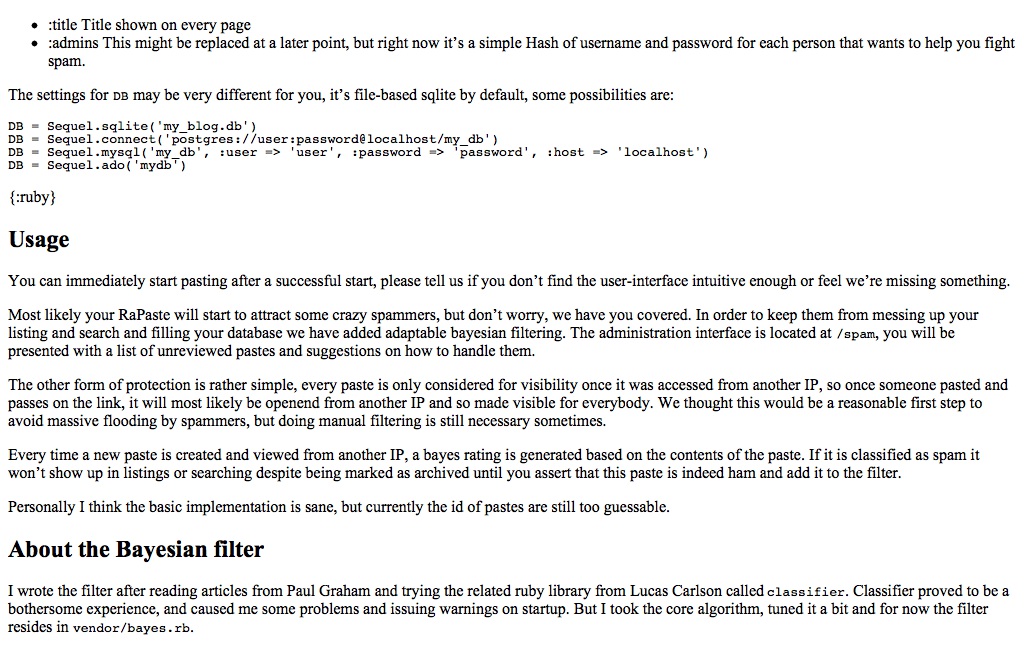 • :title Title shown on every page
• :admins This might be replaced at a later point, but right now it’s a simple Hash of username and password for each person that wants to help you fight
spam.
The settings for DB may be very different for you, it’s file-based sqlite by default, some possibilities are:
DB = Sequel.sqlite('my_blog.db')
DB = Sequel.connect('postgres://user:password@localhost/my_db')
DB = Sequel.mysql('my_db', :user => 'user', :password => 'password', :host => 'localhost')
DB = Sequel.ado('mydb')
{:ruby}
Usage
You can immediately start pasting after a successful start, please tell us if you don’t find the user-interface intuitive enough or feel we’re missing something.
Most likely your RaPaste will start to attract some crazy spammers, but don’t worry, we have you covered. In order to keep them from messing up your
listing and search and filling your database we have added adaptable bayesian filtering. The administration interface is located at /spam, you will be
presented with a list of unreviewed pastes and suggestions on how to handle them.
The other form of protection is rather simple, every paste is only considered for visibility once it was accessed from another IP, so once someone pasted and
passes on the link, it will most likely be openend from another IP and so made visible for everybody. We thought this would be a reasonable first step to
avoid massive flooding by spammers, but doing manual filtering is still necessary sometimes.
Every time a new paste is created and viewed from another IP, a bayes rating is generated based on the contents of the paste. If it is classified as spam it
won’t show up in listings or searching despite being marked as archived until you assert that this paste is indeed ham and add it to the filter.
Personally I think the basic implementation is sane, but currently the id of pastes are still too guessable.
About the Bayesian filter
I wrote the filter after reading articles from Paul Graham and trying the related ruby library from Lucas Carlson called classifier. Classifier proved to be a
bothersome experience, and caused me some problems and issuing warnings on startup. But I took the core algorithm, tuned it a bit and for now the filter
resides in vendor/bayes.rb.